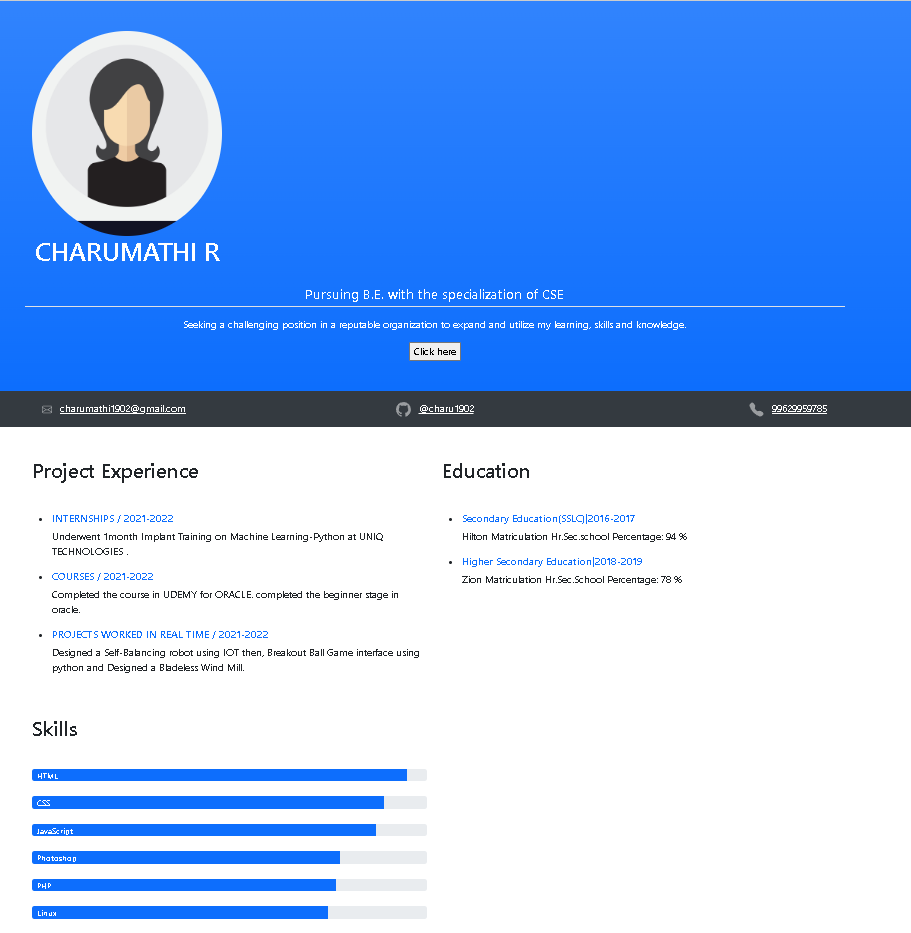 CHARUMATHI R
Pursuing B.E. with the specialization of CSE
Seeking a challenging position in a reputable organization to expand and utilize my learning, skills and knowledge.
Click here
charumathi1902@gmail.com
@charu1902
99629959785
Project Experience
INTERNSHIPS / 2021-2022
Underwent 1month Implant Training on Machine Learning-Python at UNIQ
TECHNOLOGIES .
COURSES / 2021-2022
Completed the course in UDEMY for ORACLE. completed the beginner stage in
oracle.
PROJECTS WORKED IN REAL TIME / 2021-2022
Designed a Self-Balancing robot using IOT then, Breakout Ball Game interface using
python and Designed a Bladeless Wind Mill.
Education
Secondary Education(SSLC)|2016-2017
Hilton Matriculation Hr.Sec.school Percentage: 94 %
Higher Secondary Education|2018-2019
Zion Matriculation Hr.Sec.School Percentage: 78 %
Skills
HTML
CSS
JavaScript
Photoshop
PHP
Linux